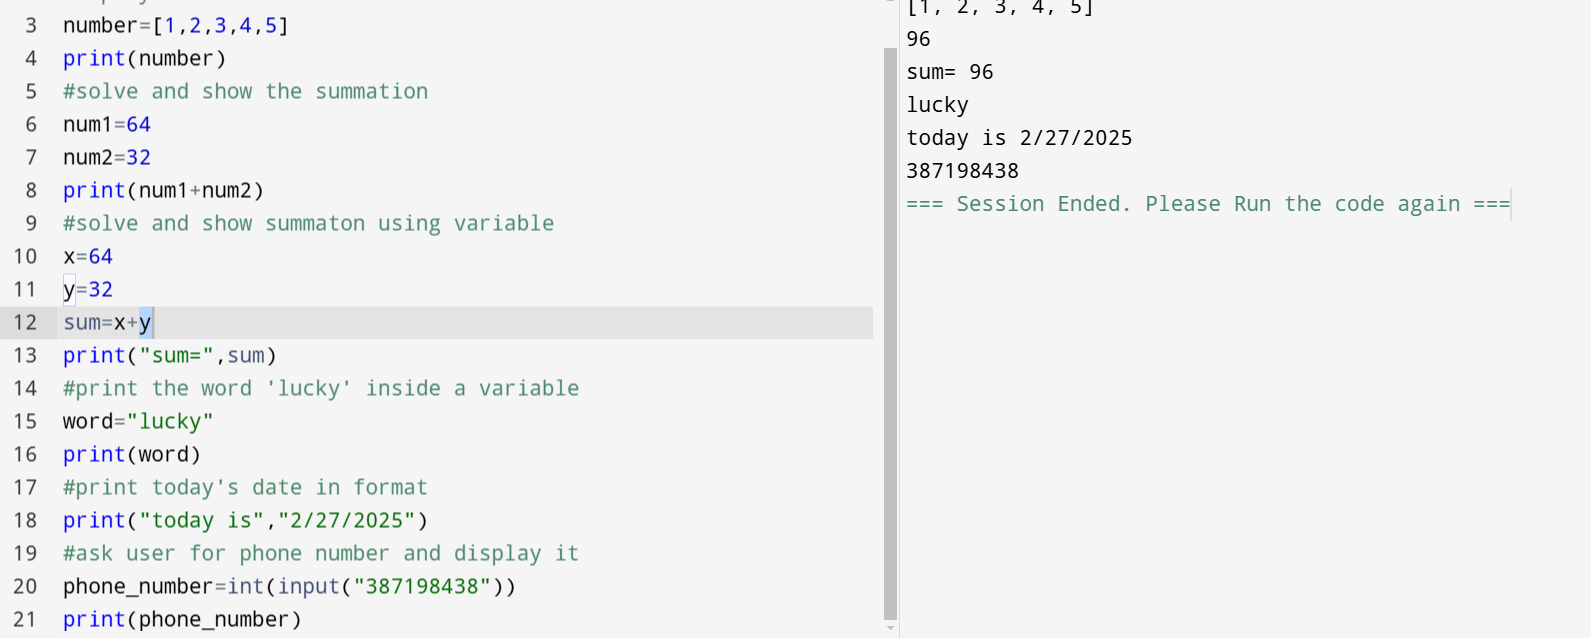 3 number=[1,2,3,4,5]
4 print(number)
5 #solve and show the summation
6 num1=64
7 num2=32
8 print(num1+num2)
9 #solve and show summaton using variable
10 x=64
11 y=32
12 sum=x+y
13 print("sum=",sum)
14 #print the word 'lucky' inside a variable
15 word="lucky"
16 print(word)
17 #print today's date in format
18 print("today is","2/27/2025")
19 #ask user for phone number and display it
20 phone_number=int(input("387198438"))
21 print(phone_number)
[1, 2, 3, 4, 5]
96
sum= 96
lucky
today is 2/27/2025
387198438
=== Session Ended. Please Run the code again ===